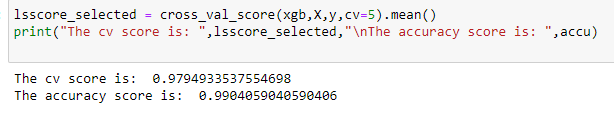 lsscore_selected = cross_val_score(xgb,X,y,cv=5).mean()
print("The cv score is: ",lsscore_selected,"\nThe accuracy score is: ",accu)
The cv score is:  0.9794933537554698
The accuracy score is:  0.9904059040590406